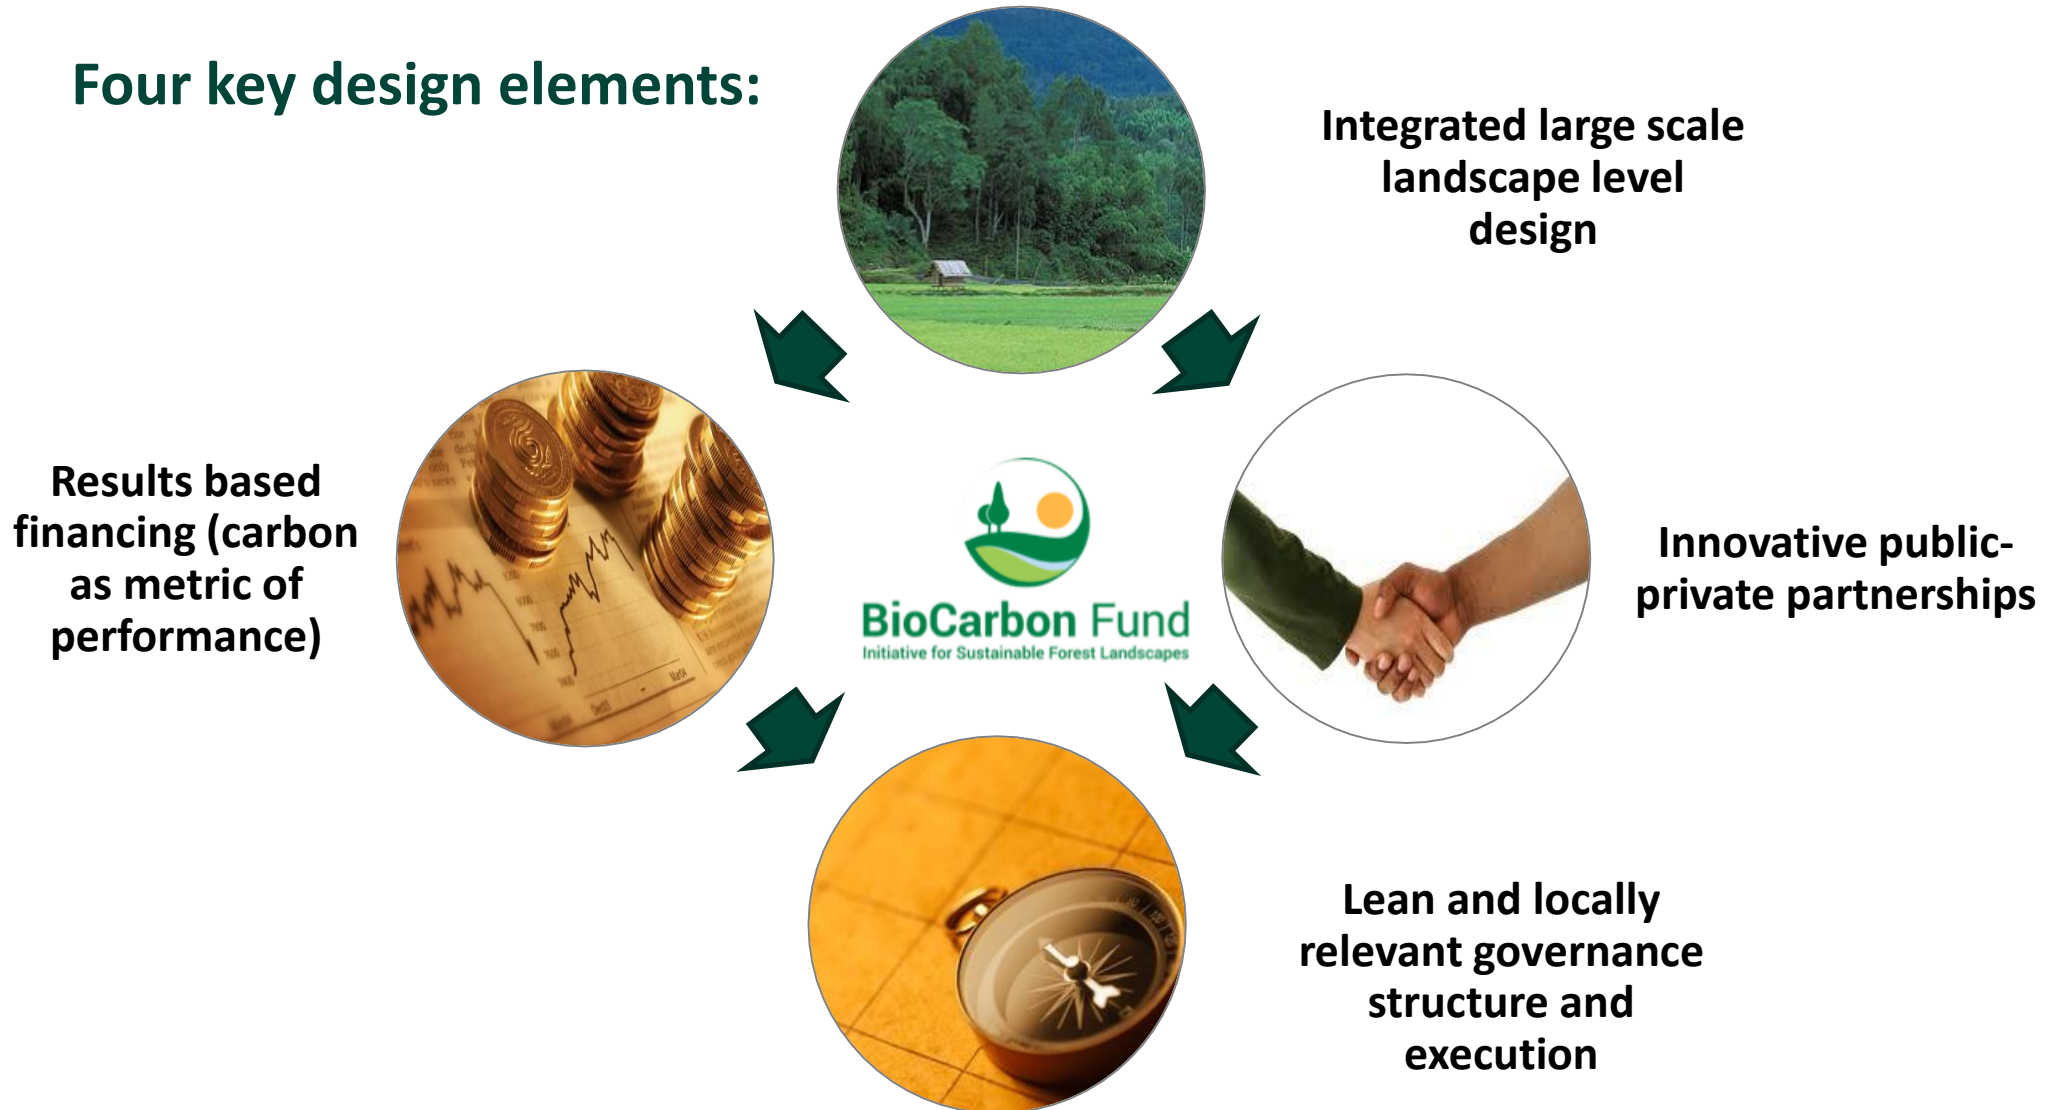 Four key design elements:
Integrated large scale
landscape level
design
Results based
financing (carbon
as metric of
performance)
BioCarbon Fund
Initiative for Sustainable Forest Landscapes
Innovative public-
private partnerships
Lean and locally
relevant governance
structure and
execution